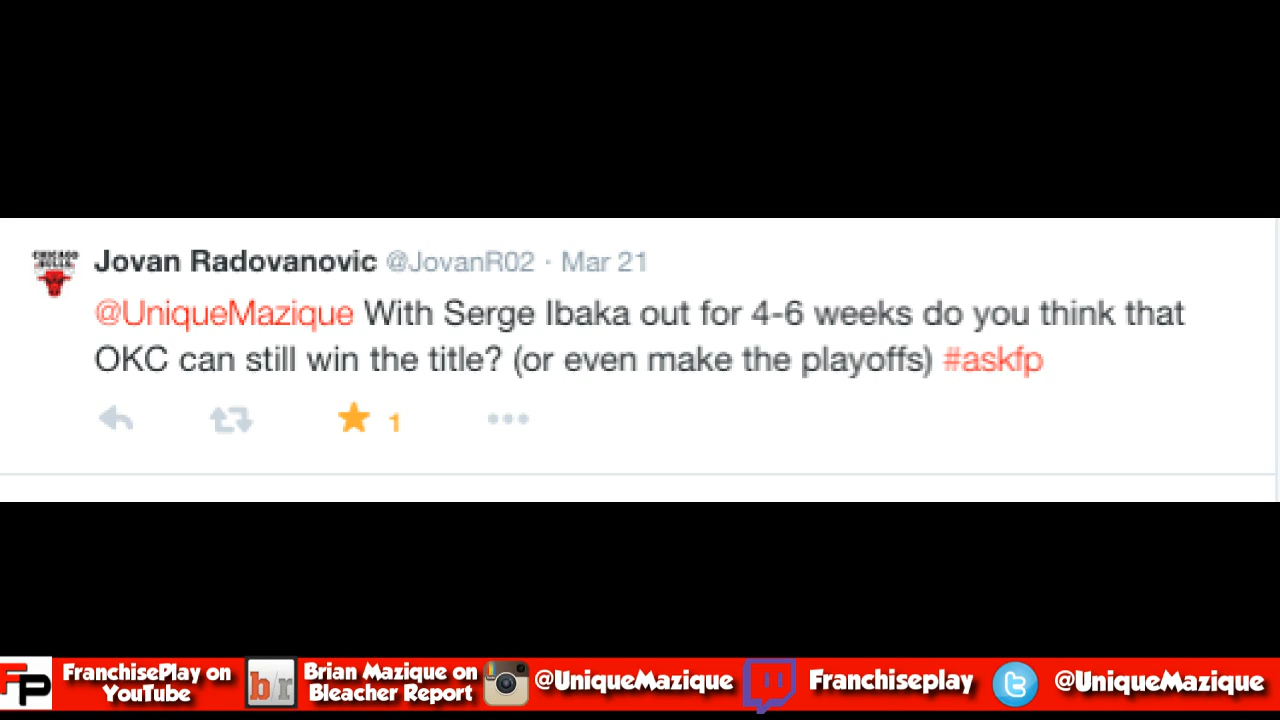 CHICAGO
BULLS
Jovan Radovanovic @JovanR02 · Mar 21
@UniqueMazique With Serge Ibaka out for 4-6 weeks do you think that
OKC can still win the title? (or even make the playoffs) #askfp
1
FP
FranchisePlay on
YouTube
b/r
Brian Mazique on
Bleacher Report
@UniqueMazique
Franchiseplay
@UniqueMazique